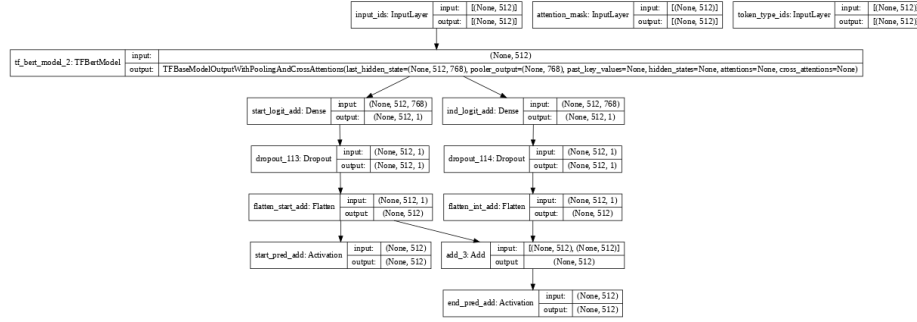 input_ids: InputLayer input: [(None, 512)] output: [(None, 512)]
attention_mask: InputLayer input: [(None, 512)] output: [(None, 512)]
token_type_ids: InputLayer input: [(None, 512)] output: [(None, 512)]
tf_bert_model_2: TFBertModel input: (None, 512)
output: TFBaseModelOutputWithPoolingAndCrossAttentions(last_hidden_state=(None, 512, 768), pooler_output=(None, 768), past_key_values=None, hidden_states=None, attentions=None, cross_attentions=None)
start_logit_add: Dense input: (None, 512, 768) output: (None, 512, 1)
ind_logit_add: Dense input: (None, 512, 768) output: (None, 512, 1)
dropout_113: Dropout input: (None, 512, 1) output: (None, 512, 1)
dropout_114: Dropout input: (None, 512, 1) output: (None, 512, 1)
flatten_start_add: Flatten input: (None, 512, 1) output: (None, 512)
flatten_int_add: Flatten input: (None, 512, 1) output: (None, 512)
start_pred_add: Activation input: (None, 512) output: (None, 512)
add_3: Add input: [(None, 512), (None, 512)] output: (None, 512)
end_pred_add: Activation input: (None, 512) output: (None, 512)